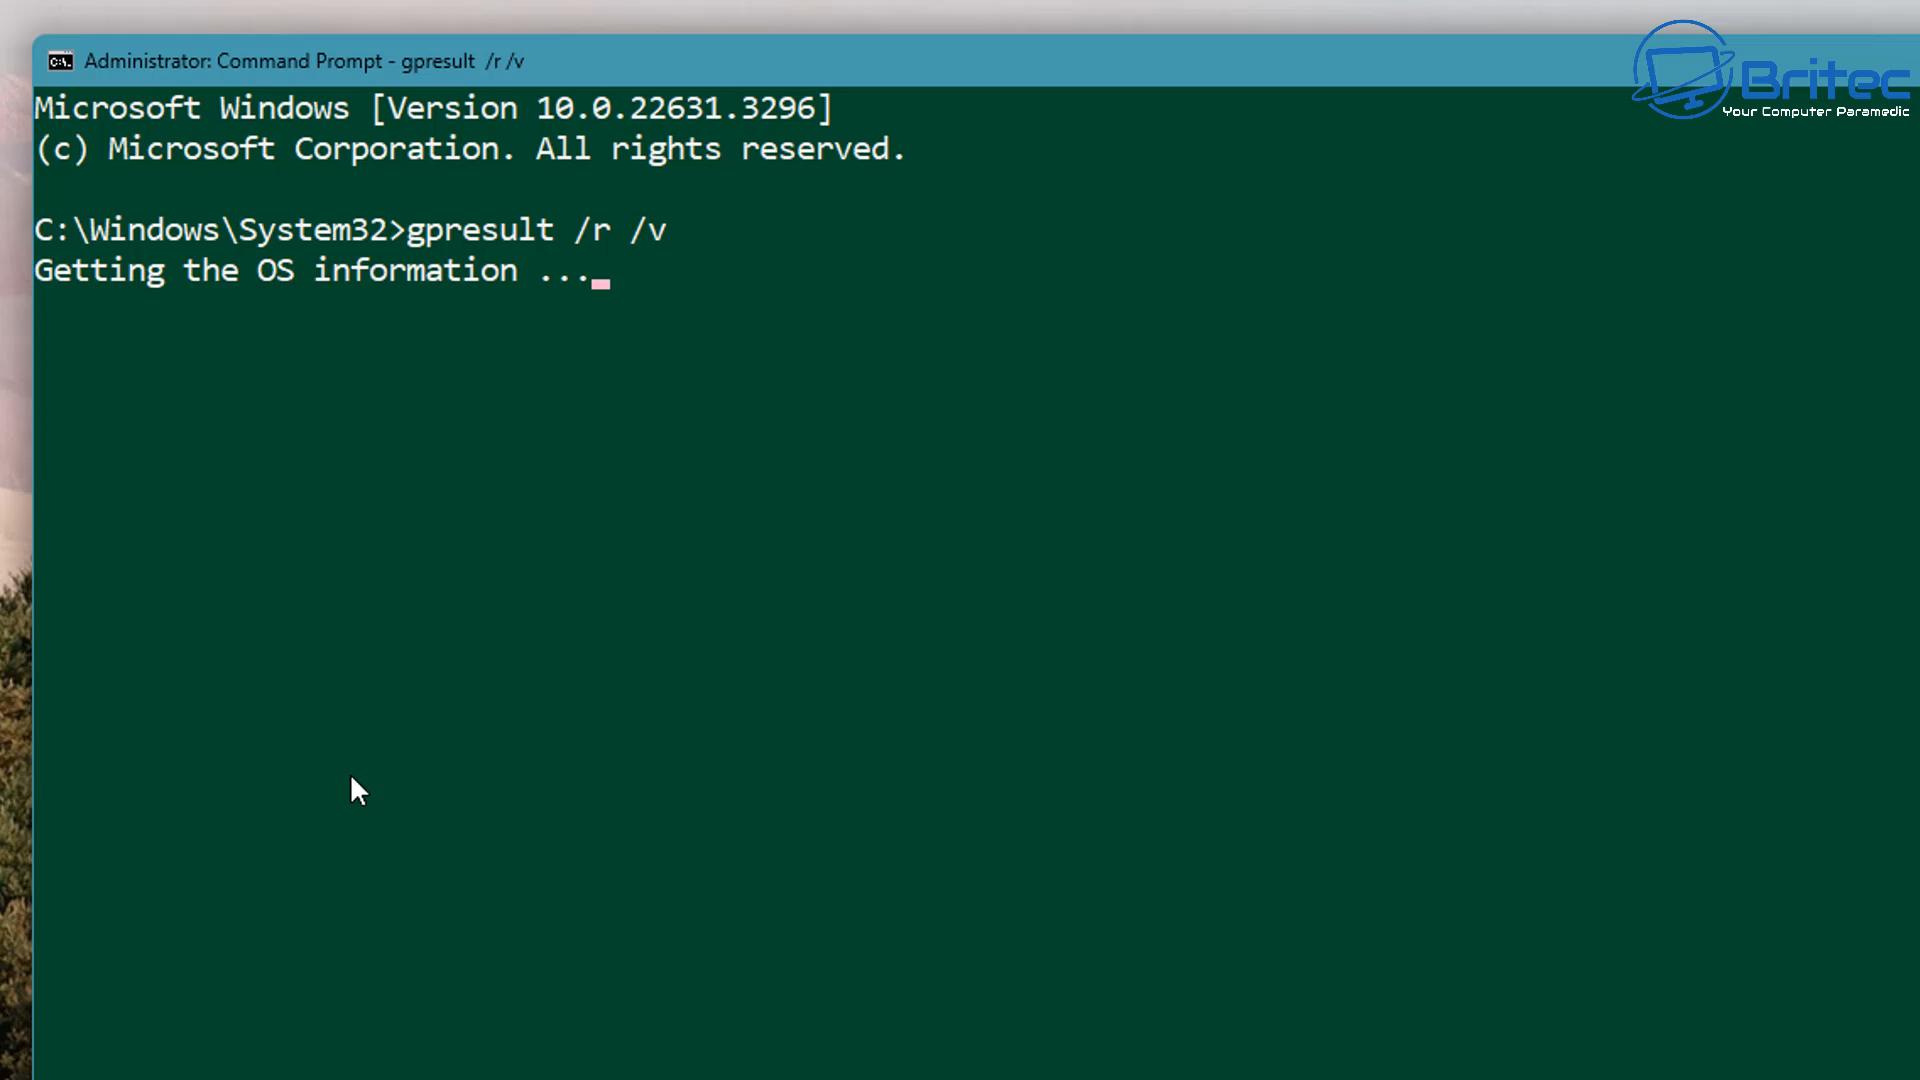 Administrator: Command Prompt - gpresult /r /v
Britec
Your Computer Paramedic
Microsoft Windows [Version 10.0.22631.3296]
(c) Microsoft Corporation. All rights reserved.
C:\Windows\System32>gpresult /r /v
Getting the OS information ...